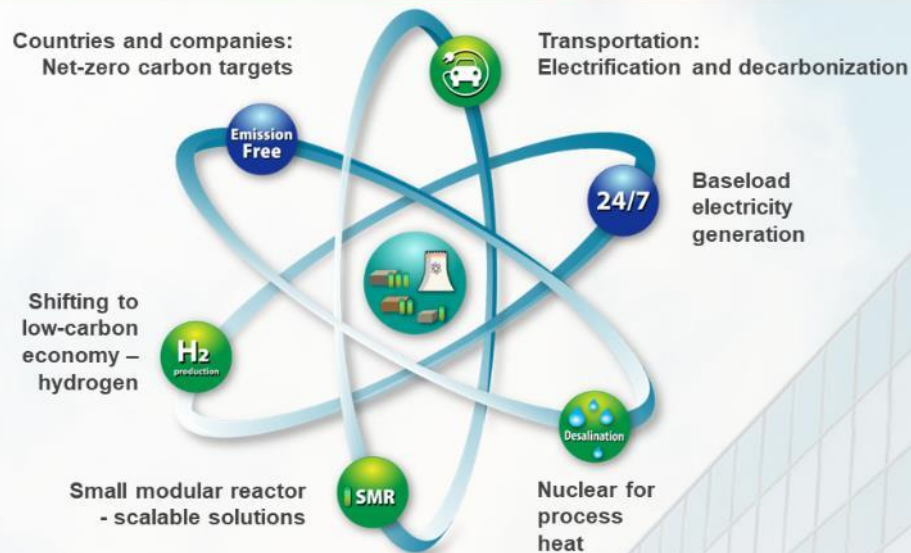 Countries and companies:
Net-zero carbon targets
Transportation:
Electrification and decarbonization
Emission
Free
24/7
Baseload
electricity
generation
Shifting to
low-carbon
economy –
hydrogen
H2
production
Desalination
SMR
Small modular reactor
- scalable solutions
Nuclear for
process
heat